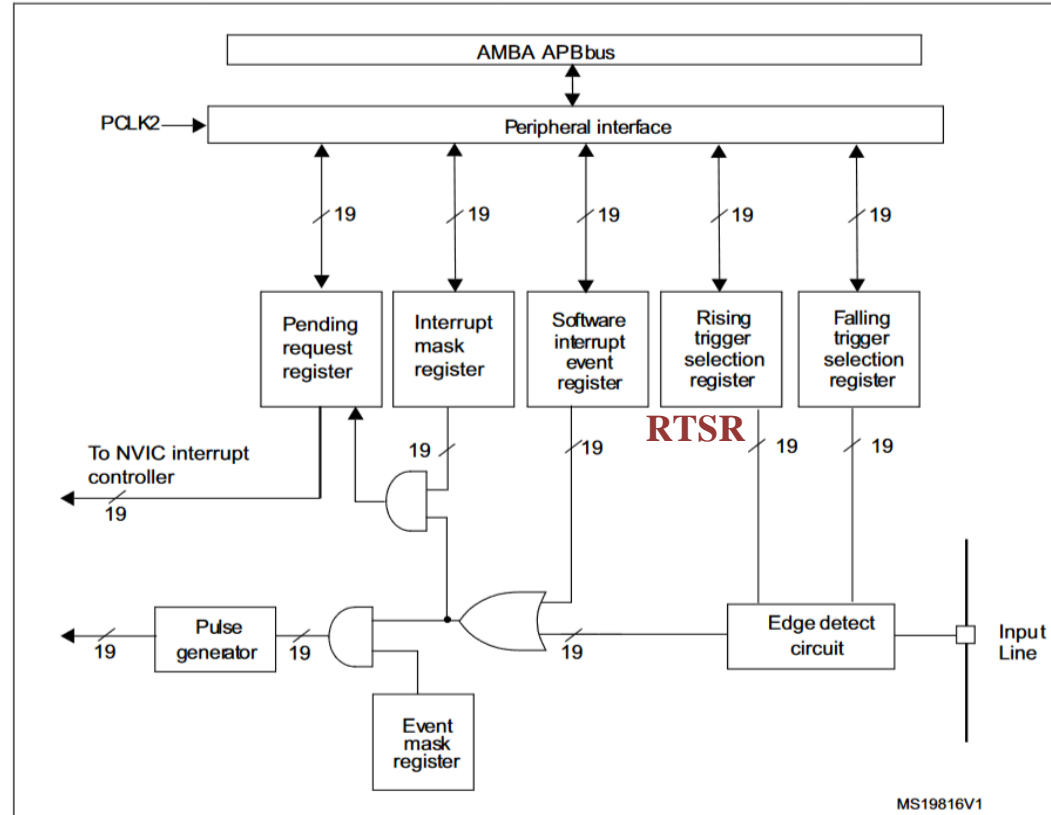 AMBA APB bus
PCLK2
Peripheral interface
19
19
19
19
19
Pending
request
register
Interrupt
mask
register
Software
interrupt
event
register
Rising
trigger
selection
register
Falling
trigger
selection
register
RTSR
To NVIC interrupt
controller
19
19
19
19
19
Pulse
generator
19
19
19
Edge detect
circuit
Input
Line
Event
mask
register
MS19816V1